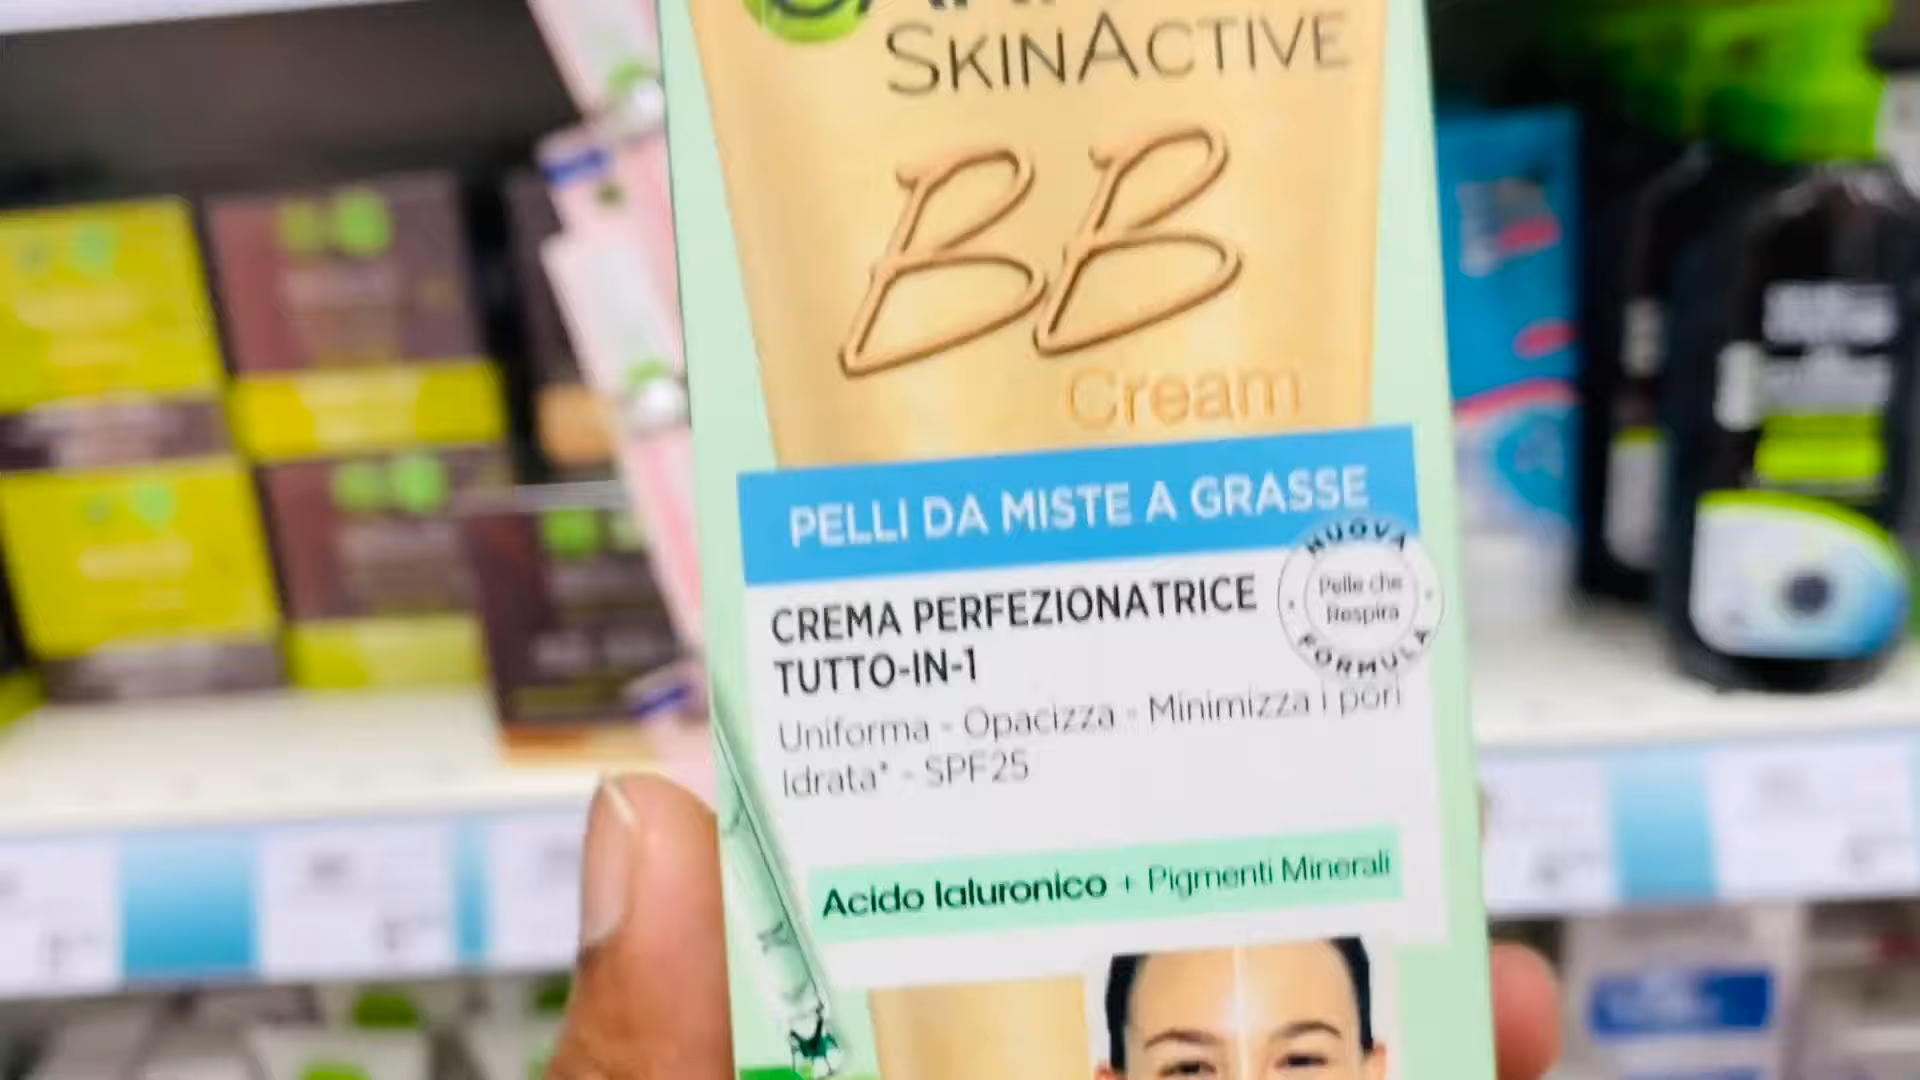 SKINACTIVE
BB
Cream
PELLI DA MISTE A GRASSE
NUOVA
Pelle che
Respira
FORMULA
CREMA PERFEZIONATRICE
TUTTO-IN-1
Uniforma - Opacizza - Minimizza i pori
Idrata* - SPF25
Acido Ialuronico + Pigmenti Minerali